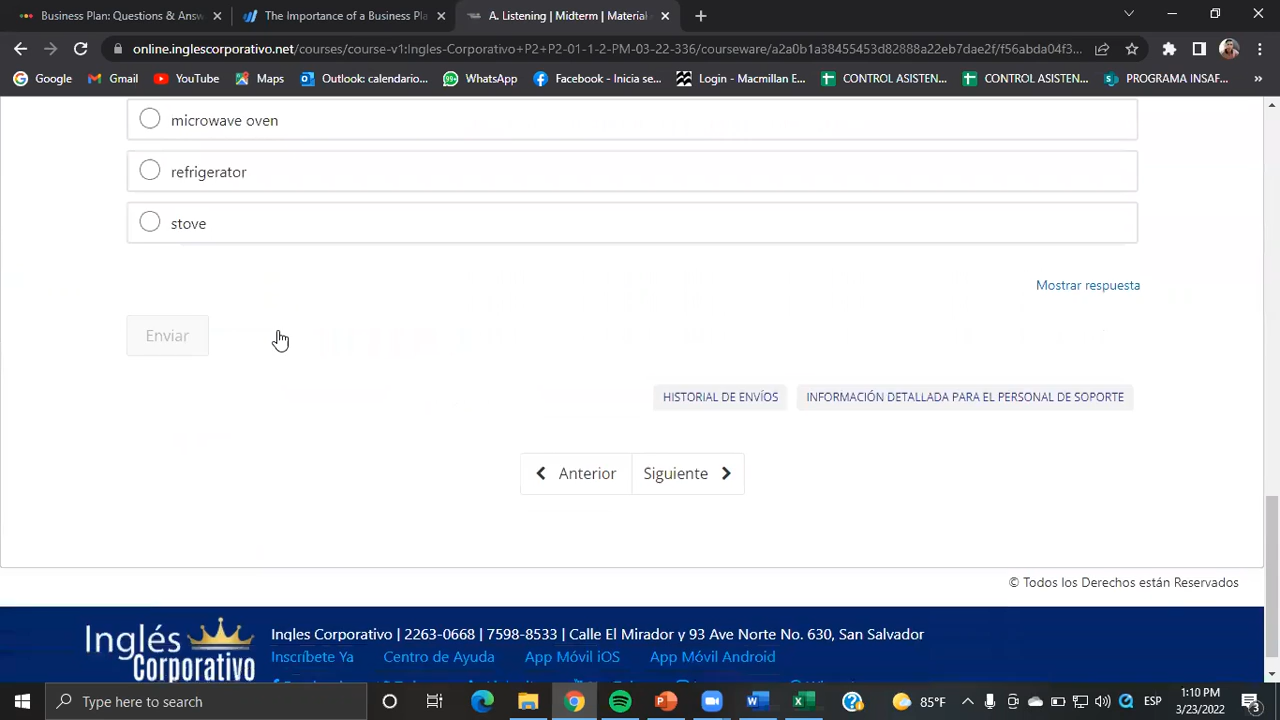 Business Plan: Questions & Answ
The Importance of a Business Pla
A. Listening | Midterm | Material
online.inglescorporativo.net/courses/course-v1:Ingles-Corporativo+P2+P2-01-1-2-PM-03-22-336/courseware/a2a0b1a38455453d82888a22eb7dae2f/f56abda04f3...
Google
Gmail
YouTube
Maps
Outlook: calendario...
WhatsApp
Facebook - Inicia se...
Login - Macmillan E...
CONTROL ASISTEN...
CONTROL ASISTEN...
PROGRAMA INSAF...
microwave oven
refrigerator
stove
Mostrar respuesta
Enviar
HISTORIAL DE ENVÍOS
INFORMACIÓN DETALLADA PARA EL PERSONAL DE SOPORTE
Anterior
Siguiente
© Todos los Derechos están Reservados
Inglés
Corporativo
Ingles Corporativo | 2263-0668 | 7598-8533 | Calle El Mirador y 93 Ave Norte No. 630, San Salvador
Inscríbete Ya
Centro de Ayuda
App Móvil iOS
App Móvil Android
Type here to search
85°F
ESP
1:10 PM
3/23/2022